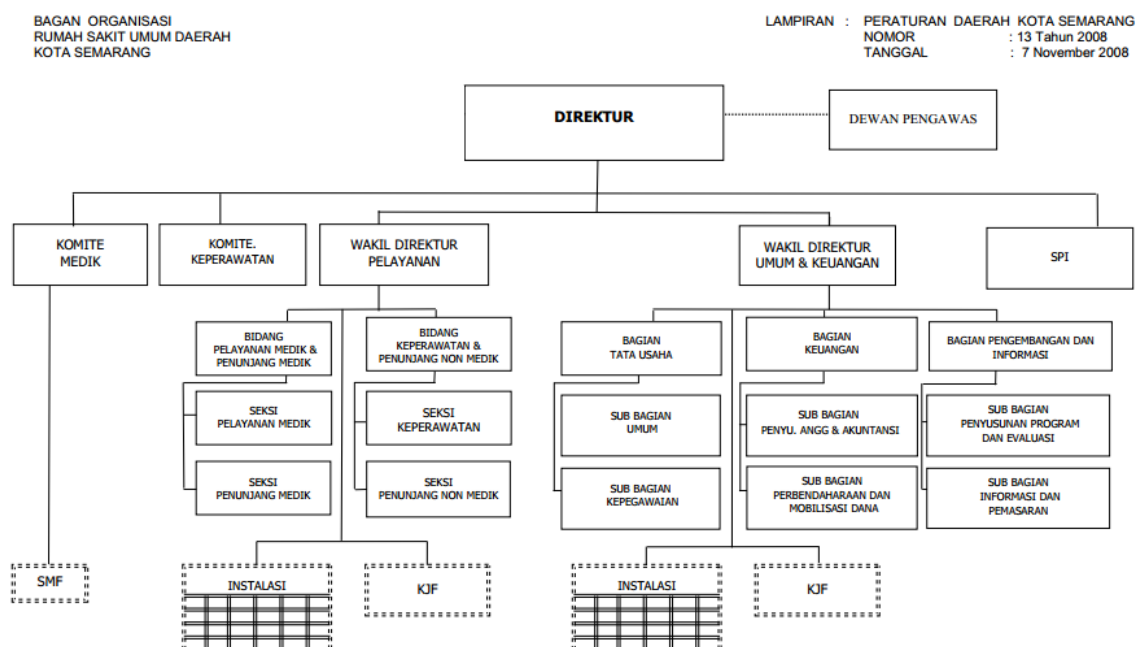 BAGAN ORGANISASI
RUMAH SAKIT UMUM DAERAH
KOTA SEMARANG
LAMPIRAN : PERATURAN DAERAH KOTA SEMARANG
NOMOR : 13 Tahun 2008
TANGGAL : 7 November 2008
DIREKTUR
DEWAN PENGAWAS
KOMITE
MEDIK
KOMITE.
KEPERAWATAN
WAKIL DIREKTUR
PELAYANAN
WAKIL DIREKTUR
UMUM & KEUANGAN
SPI
BIDANG
PELAYANAN MEDIK &
PENUNJANG MEDIK
BIDANG
KEPERAWATAN &
PENUNJANG NON MEDIK
BAGIAN
TATA USAHA
BAGIAN
KEUANGAN
BAGIAN PENGEMBANGAN DAN
INFORMASI
SEKSI
PELAYANAN MEDIK
SEKSI
KEPERAWATAN
SUB BAGIAN
UMUM
SUB BAGIAN
PENYU. ANGG & AKUNTANSI
SUB BAGIAN
PENYUSUNAN PROGRAM
DAN EVALUASI
SEKSI
PENUNJANG MEDIK
SEKSI
PENUNJANG NON MEDIK
SUB BAGIAN
KEPEGAWAIAN
SUB BAGIAN
PERBENDAHARAAN DAN
MOBILISASI DANA
SUB BAGIAN
INFORMASI DAN
PEMASARAN
SMF
INSTALASI
KJF
INSTALASI
KJF